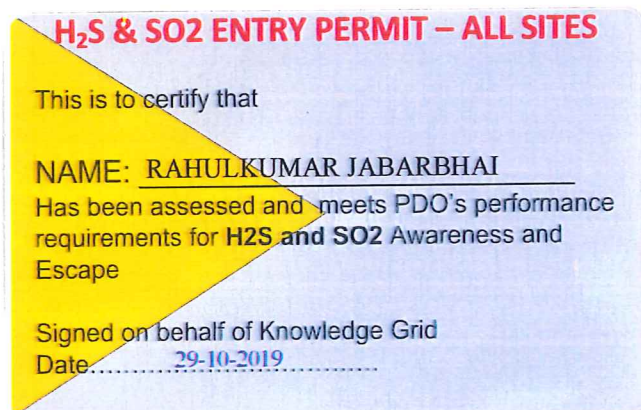 H₂S & SO2 ENTRY PERMIT – ALL SITES
This is to certify that
NAME: RAHULKUMAR JABARBHAI
Has been assessed and meets PDO's performance
requirements for H2S and SO2 Awareness and
Escape
Signed on behalf of Knowledge Grid
Date......29-10-2019......